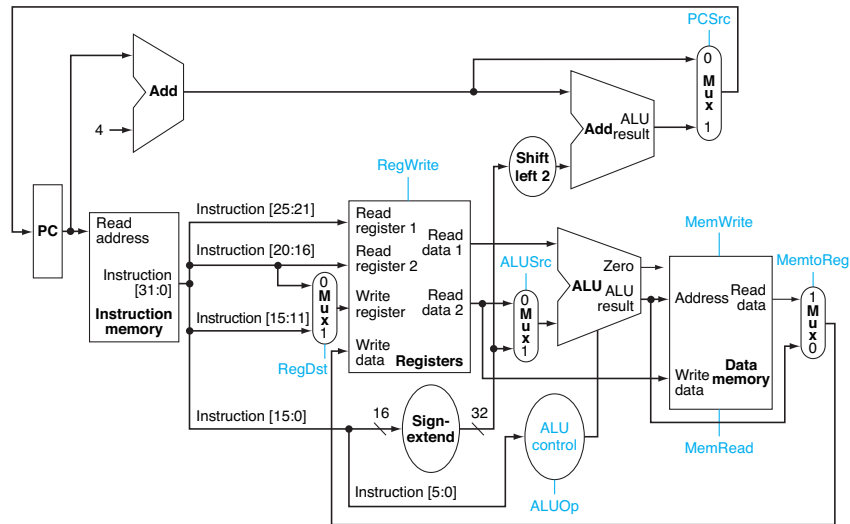 PCSrc
0
M
u
x
1
Add
4
ALU
Add result
Shift
left 2
RegWrite
PC
Read
address
Instruction
[31:0]
Instruction
memory
Instruction [25:21]
Instruction [20:16]
Instruction [15:11]
0
M
u
x
1
RegDst
Read
register 1
Read
register 2
Write
register
Write
data
Read
data 1
Read
data 2
Registers
ALUSrc
0
M
u
x
1
Zero
ALU
ALU
result
MemWrite
Address
Read
data
Write
data
Data
memory
MemRead
MemtoReg
1
M
u
x
0
Instruction [15:0]
16
Sign-
extend
32
ALU
control
ALUOp
Instruction [5:0]